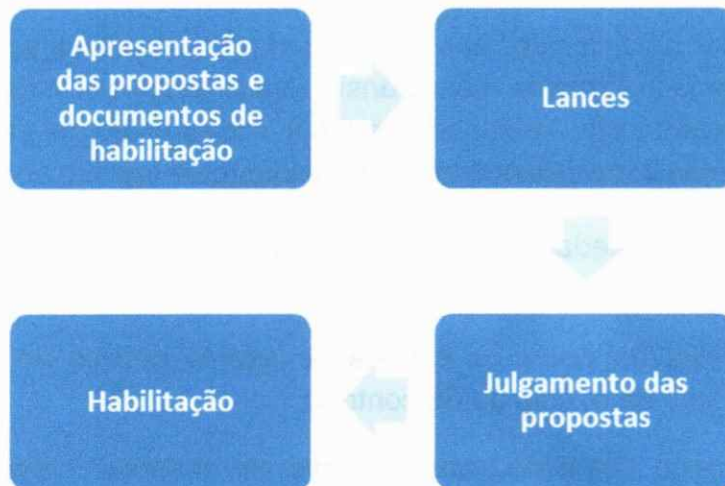 Apresentação
das propostas e
documentos de
habilitação
Lances
Julgamento das
propostas
Habilitação